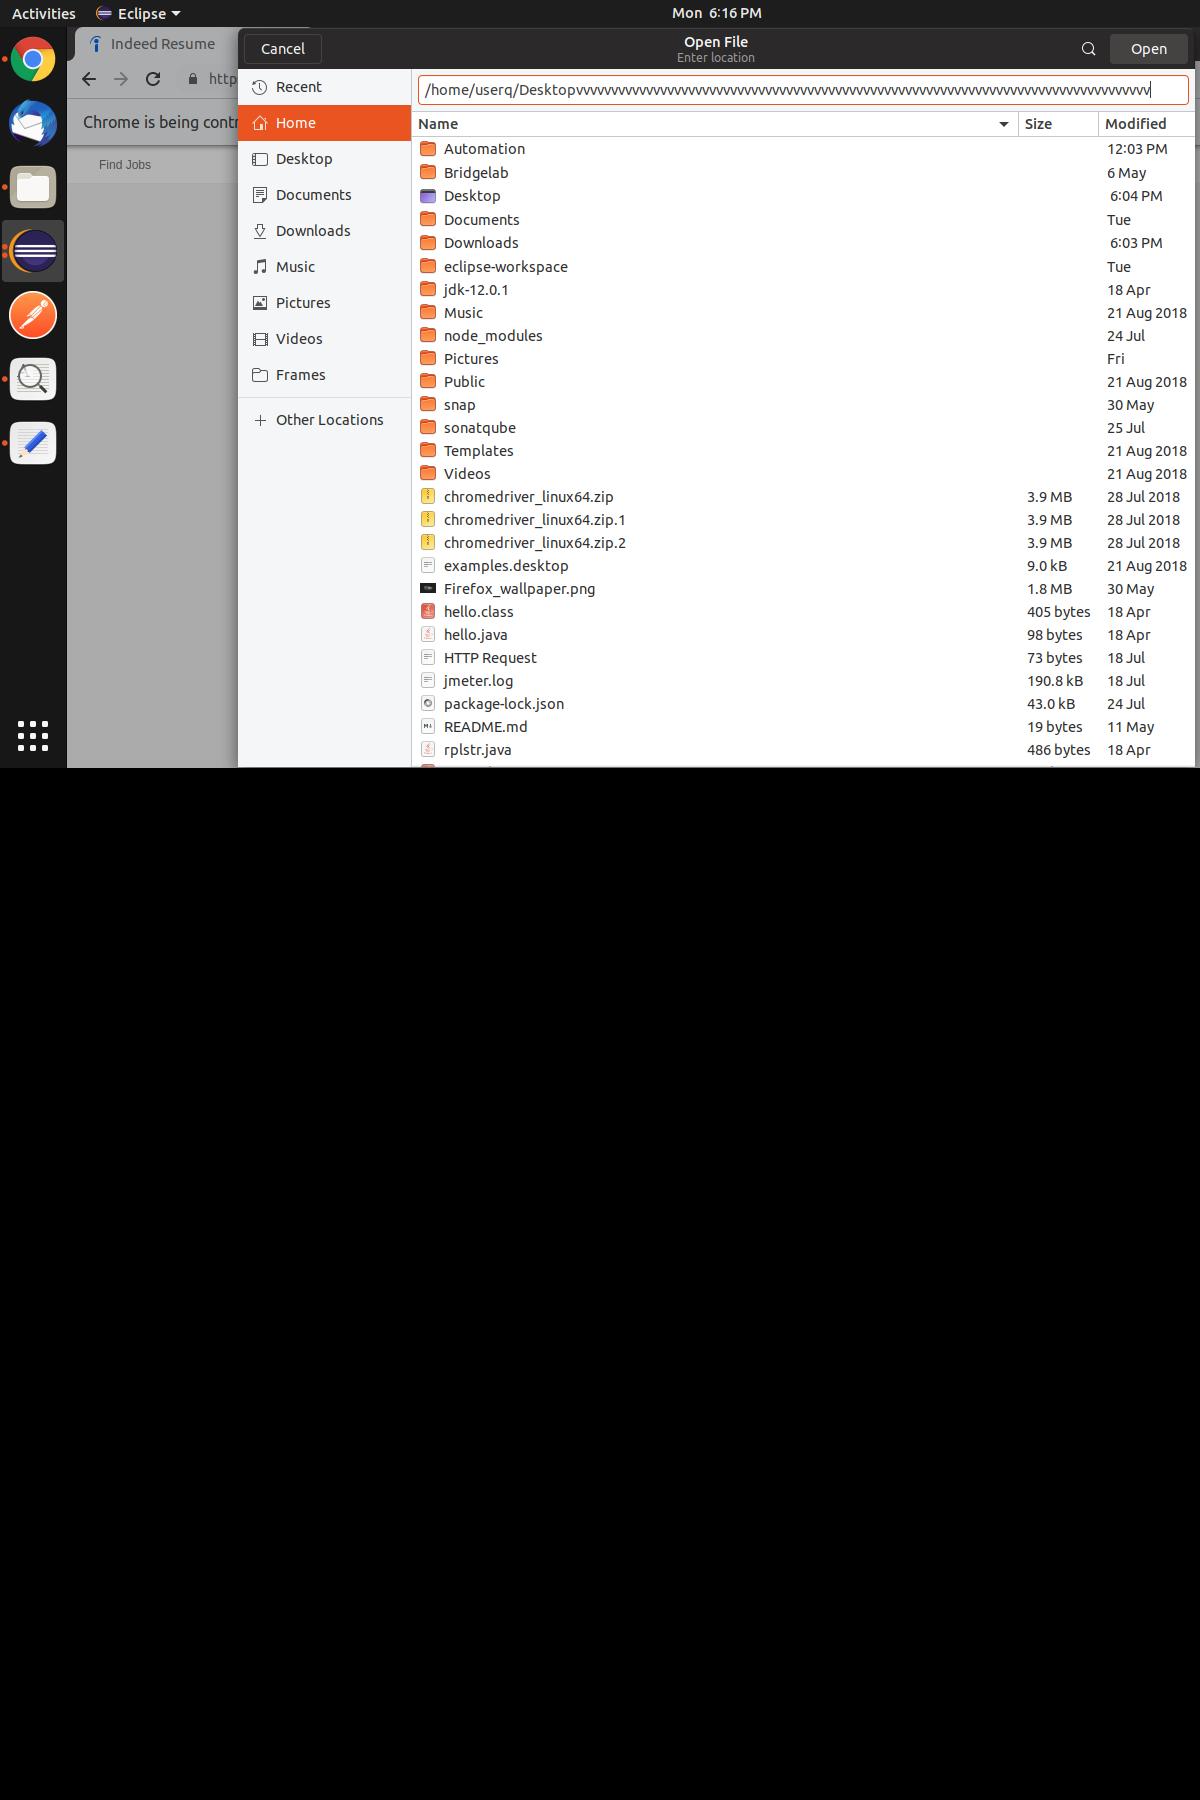 Activities Eclipse Mon 6:16 PM
Indeed Resume
http
Chrome is being contr
Find Jobs
Cancel Open File Open
Enter location
/home/userq/Desktopvvvvvvvvvvvvvvvvvvvvvvvvvvvvvvvvvvvvvvvvvvvvvvvvvvvvvvvvvvvvvvvvvvvvvvvvvvvvvvvvvv
Recent
Home
Desktop
Documents
Downloads
Music
Pictures
Videos
Frames
Other Locations
Name Size Modified
Automation 12:03 PM
Bridgelab 6 May
Desktop 6:04 PM
Documents Tue
Downloads 6:03 PM
eclipse-workspace Tue
jdk-12.0.1 18 Apr
Music 21 Aug 2018
node_modules 24 Jul
Pictures Fri
Public 21 Aug 2018
snap 30 May
sonatqube 25 Jul
Templates 21 Aug 2018
Videos 21 Aug 2018
chromedriver_linux64.zip 3.9 MB 28 Jul 2018
chromedriver_linux64.zip.1 3.9 MB 28 Jul 2018
chromedriver_linux64.zip.2 3.9 MB 28 Jul 2018
examples.desktop 9.0 kB 21 Aug 2018
Firefox_wallpaper.png 1.8 MB 30 May
hello.class 405 bytes 18 Apr
hello.java 98 bytes 18 Apr
HTTP Request 73 bytes 18 Jul
jmeter.log 190.8 kB 18 Jul
package-lock.json 43.0 kB 24 Jul
README.md 19 bytes 11 May
rplstr.java 486 bytes 18 Apr